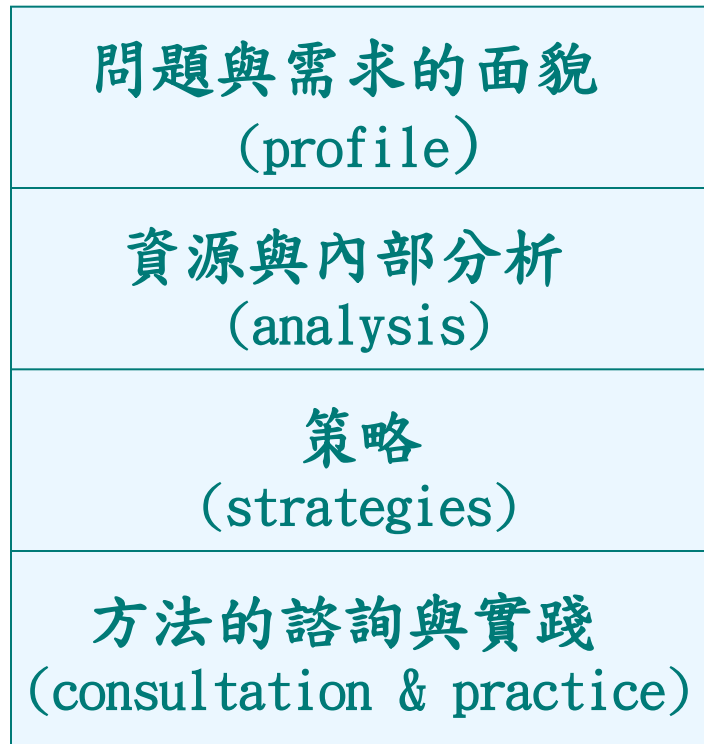 問題與需求的面貌
(profile)
資源與內部分析
(analysis)
策略
(strategies)
方法的諮詢與實踐
(consultation & practice)